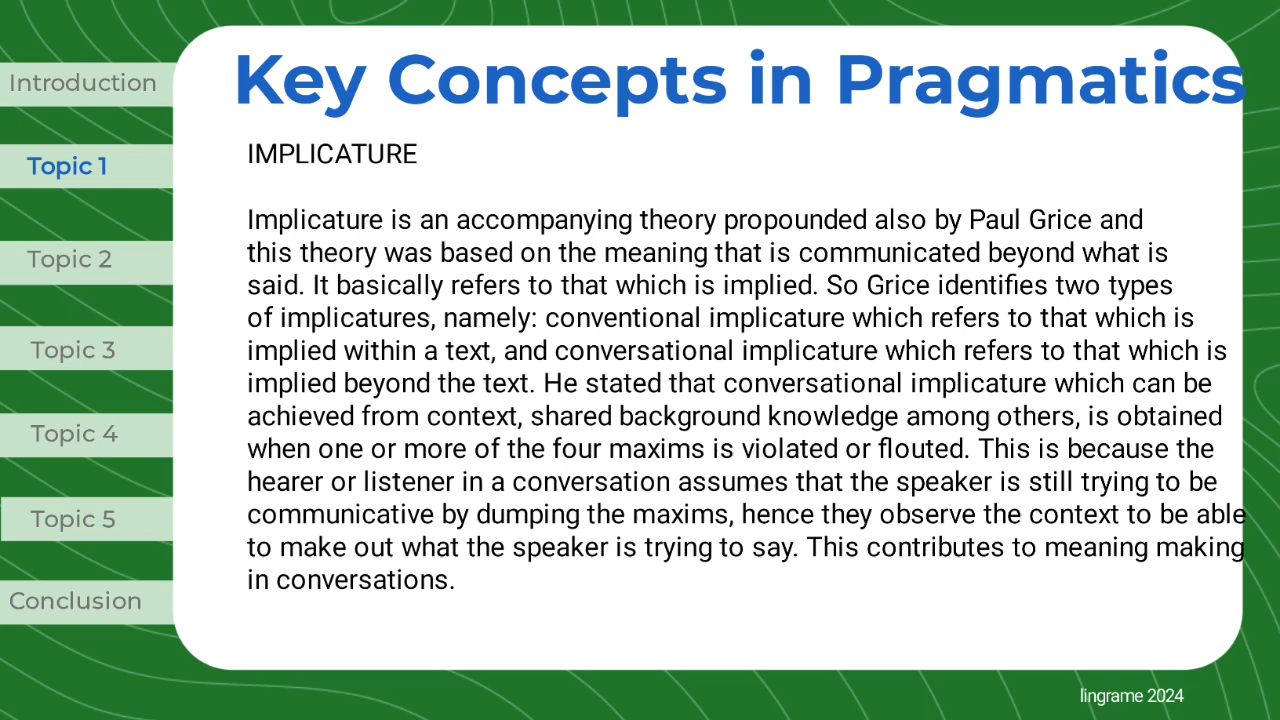 Key Concepts in Pragmatics
Introduction
Topic 1
Topic 2
Topic 3
Topic 4
Topic 5
Conclusion
IMPLICATURE
Implicature is an accompanying theory propounded also by Paul Grice and
this theory was based on the meaning that is communicated beyond what is
said. It basically refers to that which is implied. So Grice identifies two types
of implicatures, namely: conventional implicature which refers to that which is
implied within a text, and conversational implicature which refers to that which is
implied beyond the text. He stated that conversational implicature which can be
achieved from context, shared background knowledge among others, is obtained
when one or more of the four maxims is violated or flouted. This is because the
hearer or listener in a conversation assumes that the speaker is still trying to be
communicative by dumping the maxims, hence they observe the context to be able
to make out what the speaker is trying to say. This contributes to meaning making
in conversations.
lingrame 2024